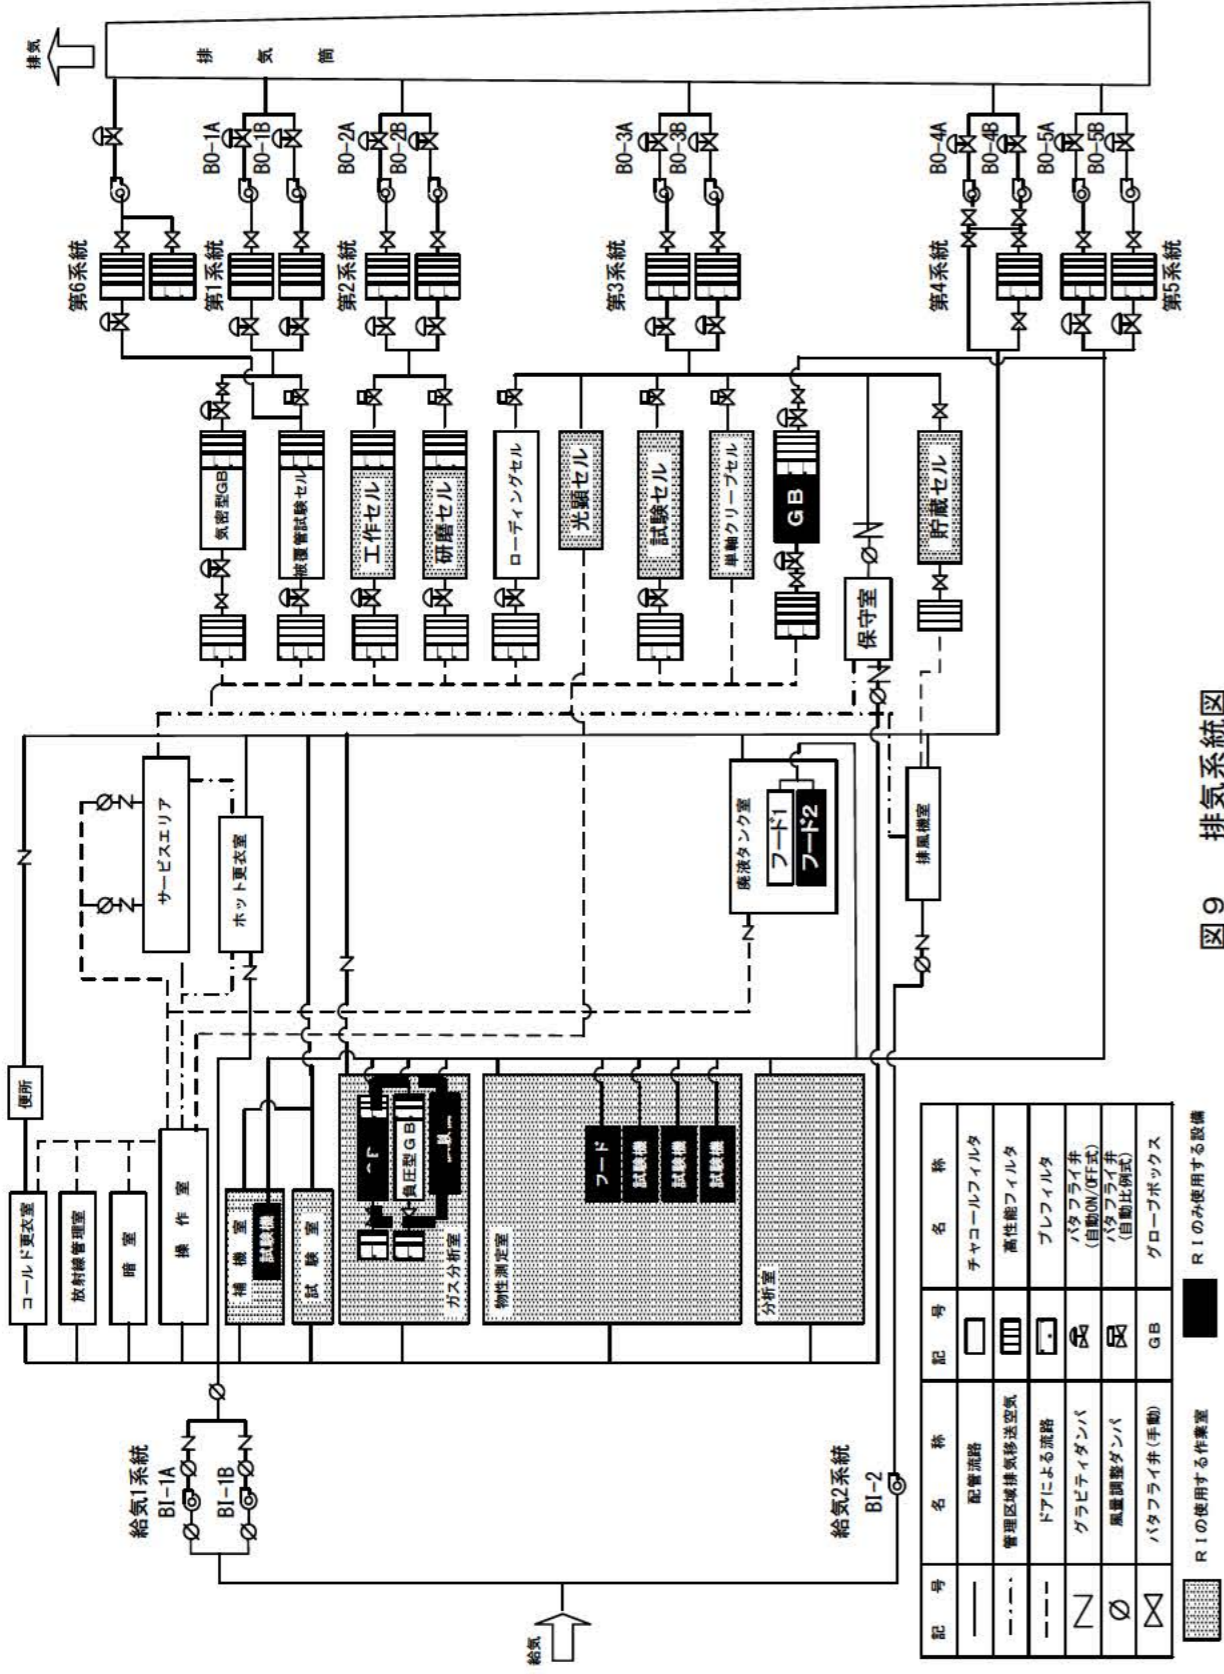 排気
排気筒
BO-1A
BO-1B
BO-2A
BO-2B
BO-3A
BO-3B
BO-4A
BO-4B
BO-5A
BO-5B
第6系統
第1系統
第2系統
第3系統
第4系統
第5系統
気密型GB
被覆管試験セル
工作セル
研磨セル
ローディングセル
光顕セル
試験セル
単軸クリープセル
GB
保守室
貯蔵セル
サービスエリア
ホット更衣室
廃液タンク室
フード1
フード2
排風機室
便所
コールド更衣室
放射線管理室
暗室
操作室
補機室
試験機
試験室
負圧型GB
ガス分析室
物性測定室
フード
試験機
試験機
試験機
分析室
給気1系統
BI-1A
BI-1B
給気2系統
BI-2
給気
記号 名称 記号 名称
配管流路 チャコールフィルタ
管理区域排気移送空気 高性能フィルタ
ドアによる流路 プレフィルタ
グラビティダンパ バタフライ弁(自動ON/OFF式)
風量調整ダンパ バタフライ弁(自動比例式)
バタフライ弁(手動) GB グローブボックス
RIの使用する作業室 RIのみ使用する設備
図9 排気系統図